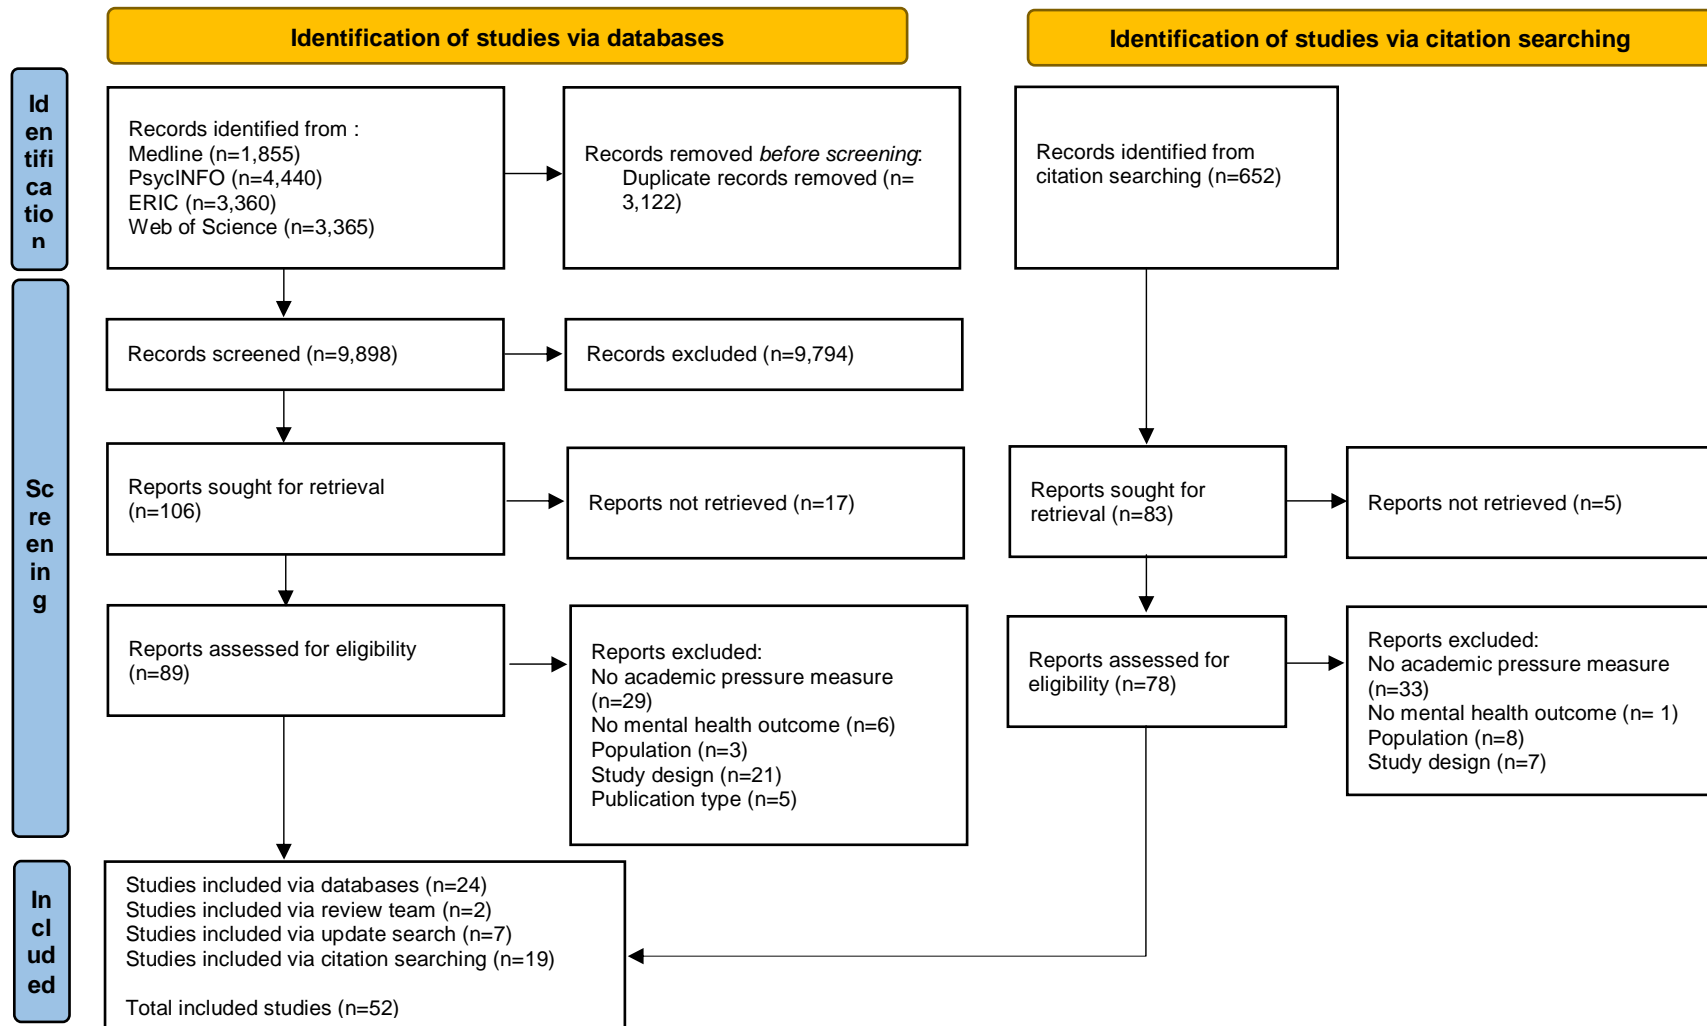 Identification of studies via databases
Identification of studies via citation searching
Id
en
tifi
ca
tio
n
Records identified from :
Medline (n=1,855)
PsycINFO (n=4,440)
ERIC (n=3,360)
Web of Science (n=3,365)
Records removed before screening:
Duplicate records removed (n=
3,122)
Records identified from
citation searching (n=652)
Sc
re
en
in
g
Records screened (n=9,898)
Records excluded (n=9,794)
Reports sought for retrieval
(n=106)
Reports not retrieved (n=17)
Reports sought for
retrieval (n=83)
Reports not retrieved (n=5)
Reports assessed for eligibility
(n=89)
Reports excluded:
No academic pressure measure
(n=29)
No mental health outcome (n=6)
Population (n=3)
Study design (n=21)
Publication type (n=5)
Reports assessed for
eligibility (n=78)
Reports excluded:
No academic pressure measure
(n=33)
No mental health outcome (n= 1)
Population (n=8)
Study design (n=7)
In
cl
ud
ed
Studies included via databases (n=24)
Studies included via review team (n=2)
Studies included via update search (n=7)
Studies included via citation searching (n=19)
Total included studies (n=52)